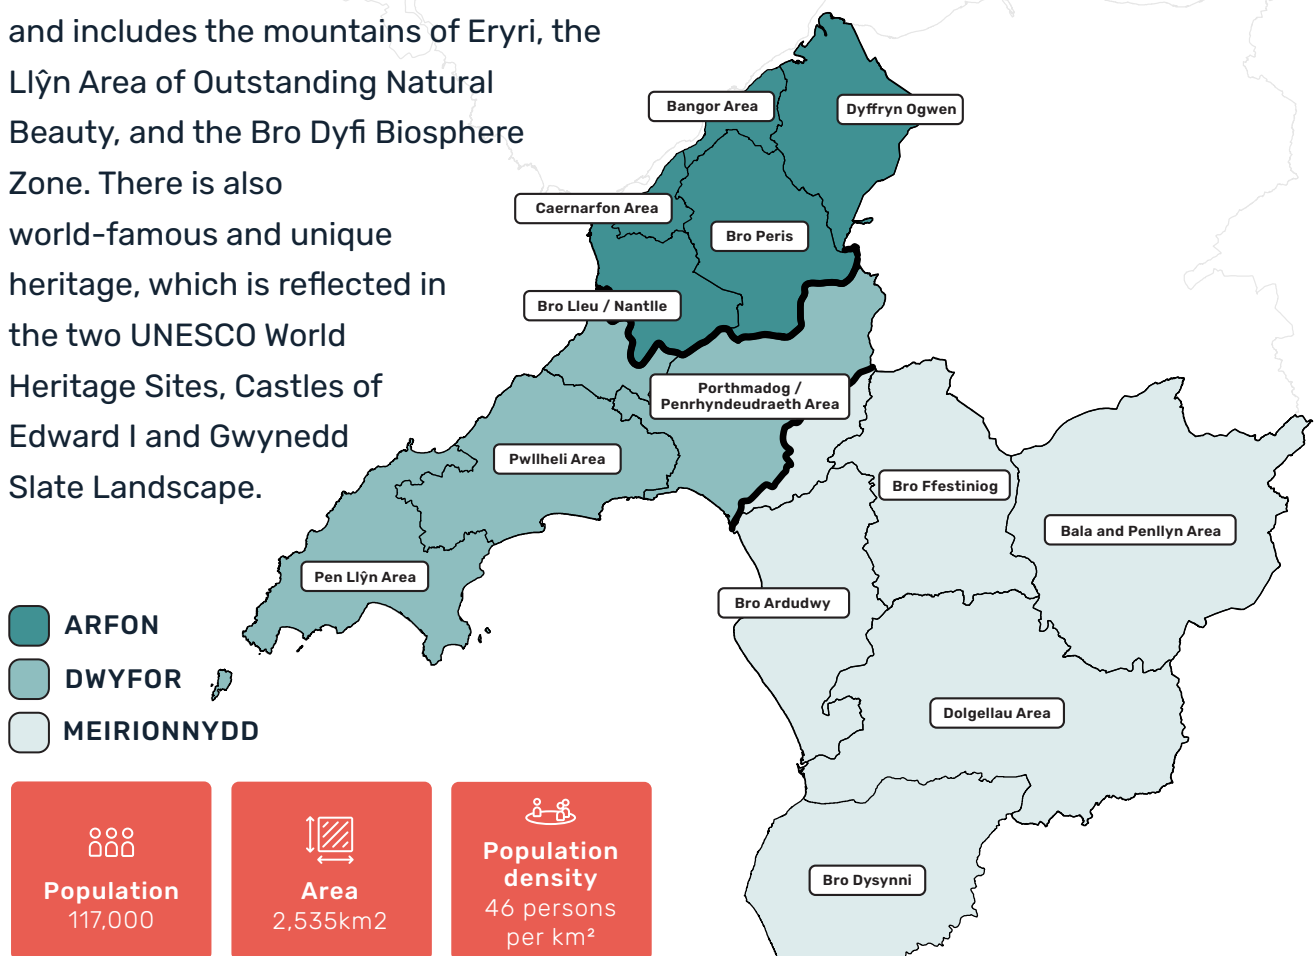 and includes the mountains of Eryri, the
Llŷn Area of Outstanding Natural
Beauty, and the Bro Dyfi Biosphere
Zone. There is also
world-famous and unique
heritage, which is reflected in
the two UNESCO World
Heritage Sites, Castles of
Edward I and Gwynedd
Slate Landscape.
Bangor Area
Dyffryn Ogwen
Caernarfon Area
Bro Peris
Bro Lleu / Nantlle
Porthmadog /
Penrhyndeudraeth Area
Pwllheli Area
Bro Ffestiniog
Bala and Penllyn Area
Pen Llŷn Area
Bro Ardudwy
Dolgellau Area
Bro Dysynni
ARFON
DWYFOR
MEIRIONNYDD
Population
117,000
Area
2,535km2
Population
density
46 persons
per km²